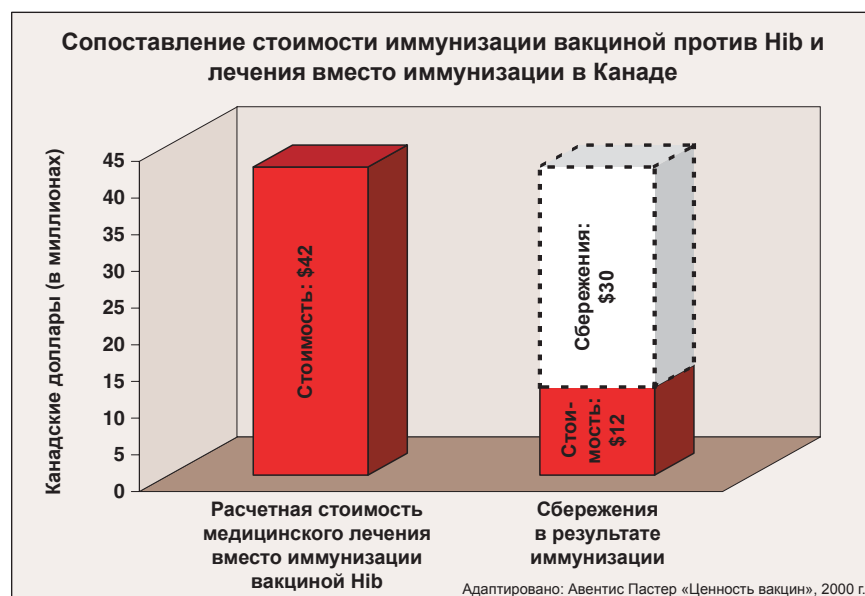 Сопоставление стоимости иммунизации вакциной против Hib и
лечения вместо иммунизации в Канаде
Канадские доллары (в миллионах)
45
40
35
30
25
20
15
10
5
0
Стоимость: $42
Сбережения:
$30
Стои-
мость:
$12
Расчетная стоимость
медицинского лечения
вместо иммунизации
вакциной Hib
Сбережения
в результате
иммунизации
Адаптировано: Авентис Пастер «Ценность вакцин», 2000 г.